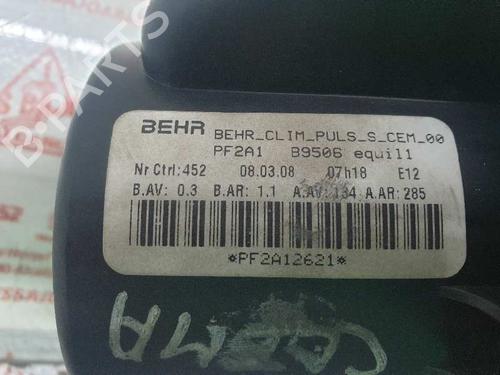 BEHR BEHR_CLIM_PULS_S_CEM_00
PF2A1 B9506 equil1
Nr Ctrl:452 08.03.08 07h18 E12
B.AV: 0.3 B.AR: 1.1 A.AV:134 A.AR: 285
*PF2A12621*
B-PARTS